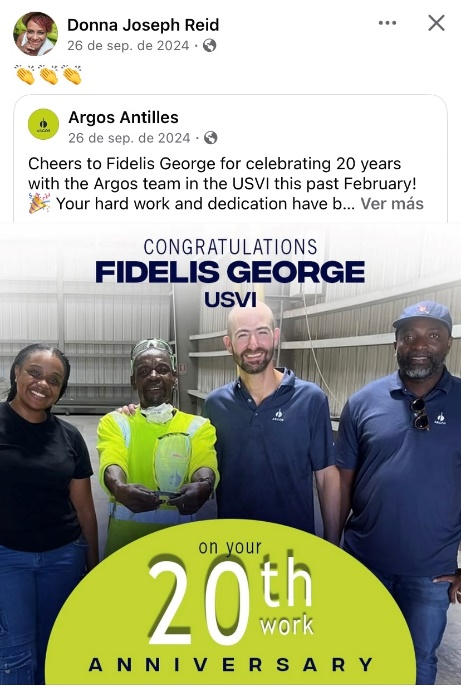 Donna Joseph Reid
26 de sep. de 2024 ·
👏👏👏
Argos Antilles
26 de sep. de 2024 ·
Cheers to Fidelis George for celebrating 20 years
with the Argos team in the USVI this past February!
🎉 Your hard work and dedication have b... Ver más
CONGRATULATIONS
FIDELIS GEORGE
USVI
ARGOS
ARGOS
on your
20th
work
ANNIVERSARY